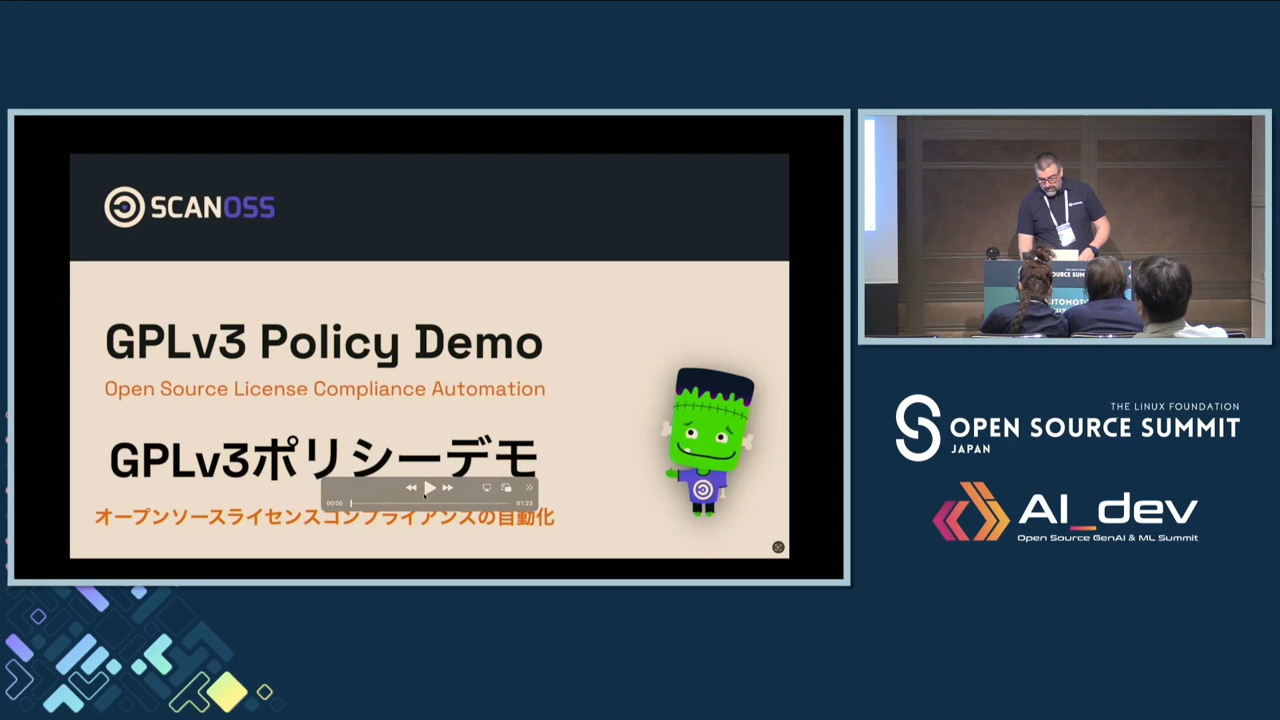 SCANOSS
GPLv3 Policy Demo
Open Source License Compliance Automation
GPLv3ポリシーデモ
00:00
01:23
オープンソースライセンスコンプライアンスの自動化
THE LINUX FOUNDATION
OPEN SOURCE SUMMIT
JAPAN
AI_dev
Open Source GenAI & ML Summit